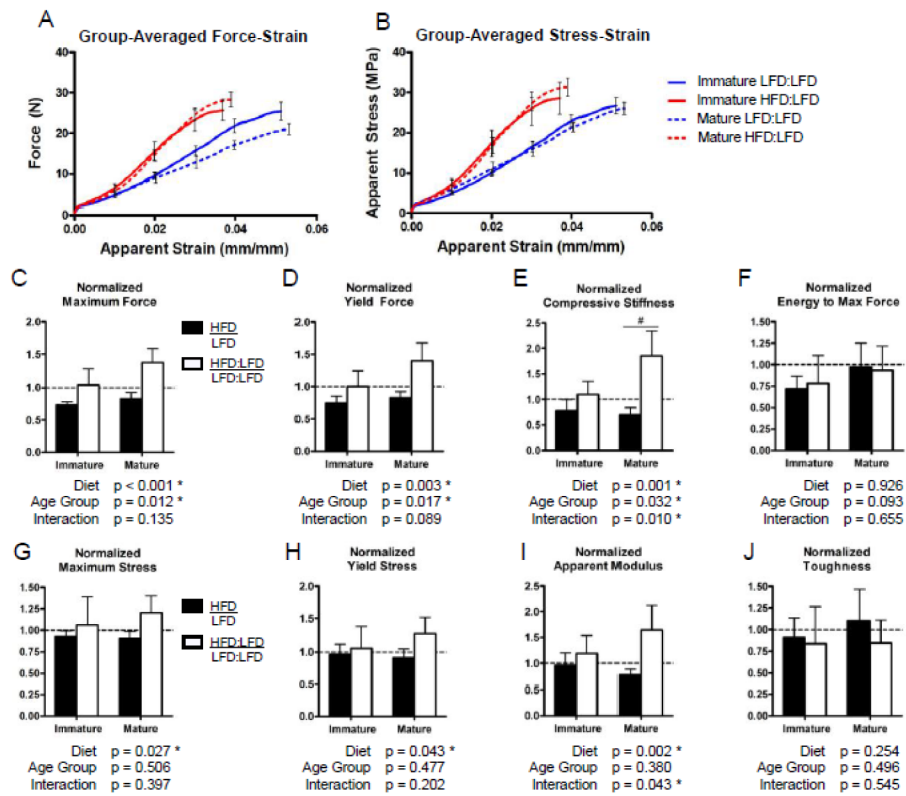 A
Group-Averaged Force-Strain
Force (N)
40
30
20
10
0
0.00
0.02
0.04
0.06
Apparent Strain (mm/mm)
B
Group-Averaged Stress-Strain
Apparent Stress (MPa)
40
30
20
10
0
0.00
0.02
0.04
0.06
Apparent Strain (mm/mm)
Immature LFD:LFD
Immature HFD:LFD
Mature LFD:LFD
Mature HFD:LFD
C
Normalized
Maximum Force
2.0
1.5
1.0
0.5
0.0
Immature Mature
HFD
LFD
HFD:LFD
LFD:LFD
Diet p < 0.001 *
Age Group p = 0.012 *
Interaction p = 0.135
D
Normalized
Yield Force
2.0
1.5
1.0
0.5
0.0
Immature Mature
Diet p = 0.003 *
Age Group p = 0.017 *
Interaction p = 0.089
E
Normalized
Compressive Stiffness
2.5
2.0
1.5
1.0
0.5
0.0
#
Immature Mature
Diet p = 0.001 *
Age Group p = 0.032 *
Interaction p = 0.010 *
F
Normalized
Energy to Max Force
1.50
1.25
1.00
0.75
0.50
0.25
0.00
Immature Mature
Diet p = 0.926
Age Group p = 0.093
Interaction p = 0.655
G
Normalized
Maximum Stress
1.50
1.25
1.00
0.75
0.50
0.25
0.00
Immature Mature
HFD
LFD
HFD:LFD
LFD:LFD
Diet p = 0.027 *
Age Group p = 0.506
Interaction p = 0.397
H
Normalized
Yield Stress
2.0
1.5
1.0
0.5
0.0
Immature Mature
Diet p = 0.043 *
Age Group p = 0.477
Interaction p = 0.202
I
Normalized
Apparent Modulus
2.5
2.0
1.5
1.0
0.5
0.0
Immature Mature
Diet p = 0.002 *
Age Group p = 0.380
Interaction p = 0.043 *
J
Normalized
Toughness
1.50
1.25
1.00
0.75
0.50
0.25
0.00
Immature Mature
Diet p = 0.254
Age Group p = 0.496
Interaction p = 0.545